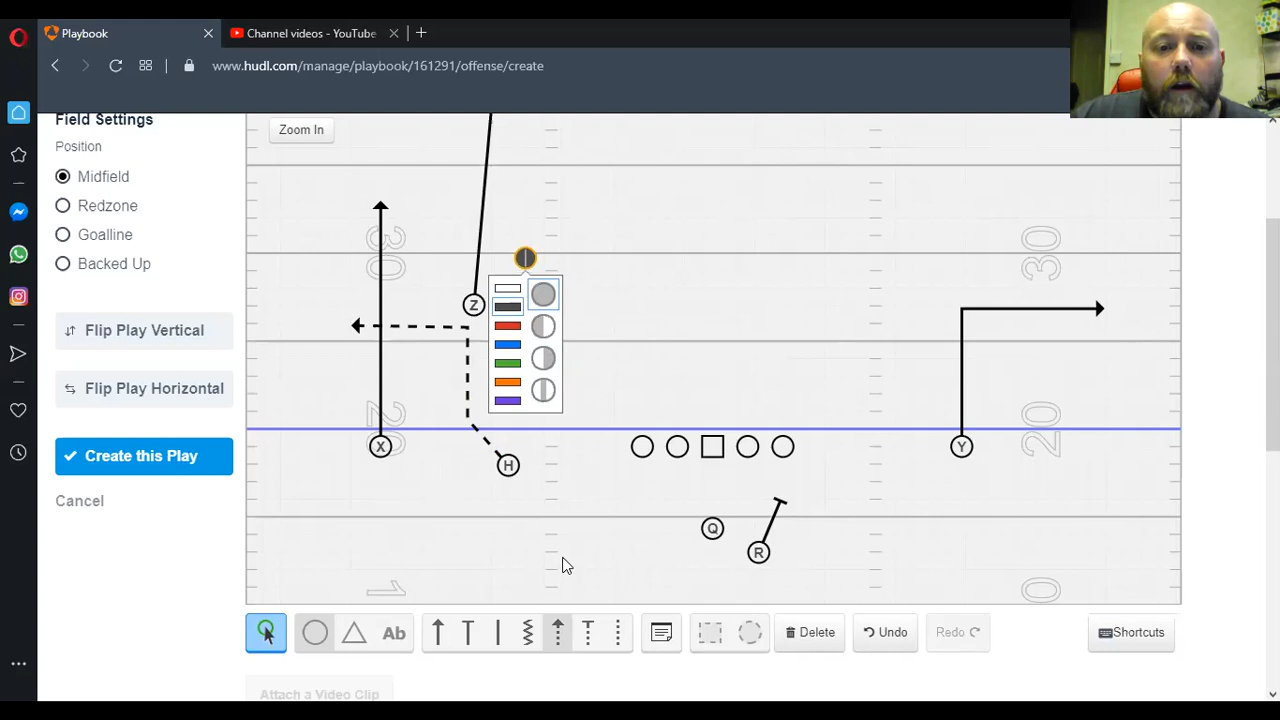 Playbook
Channel videos - YouTube
www.hudl.com/manage/playbook/161291/offense/create
Field Settings
Position
Midfield
Redzone
Goalline
Backed Up
Flip Play Vertical
Flip Play Horizontal
Create this Play
Cancel
Zoom In
30
30
Z
20
20
X
Y
H
Q
R
1
0
Ab
Delete
Undo
Redo
Shortcuts
Attach a Video Clip